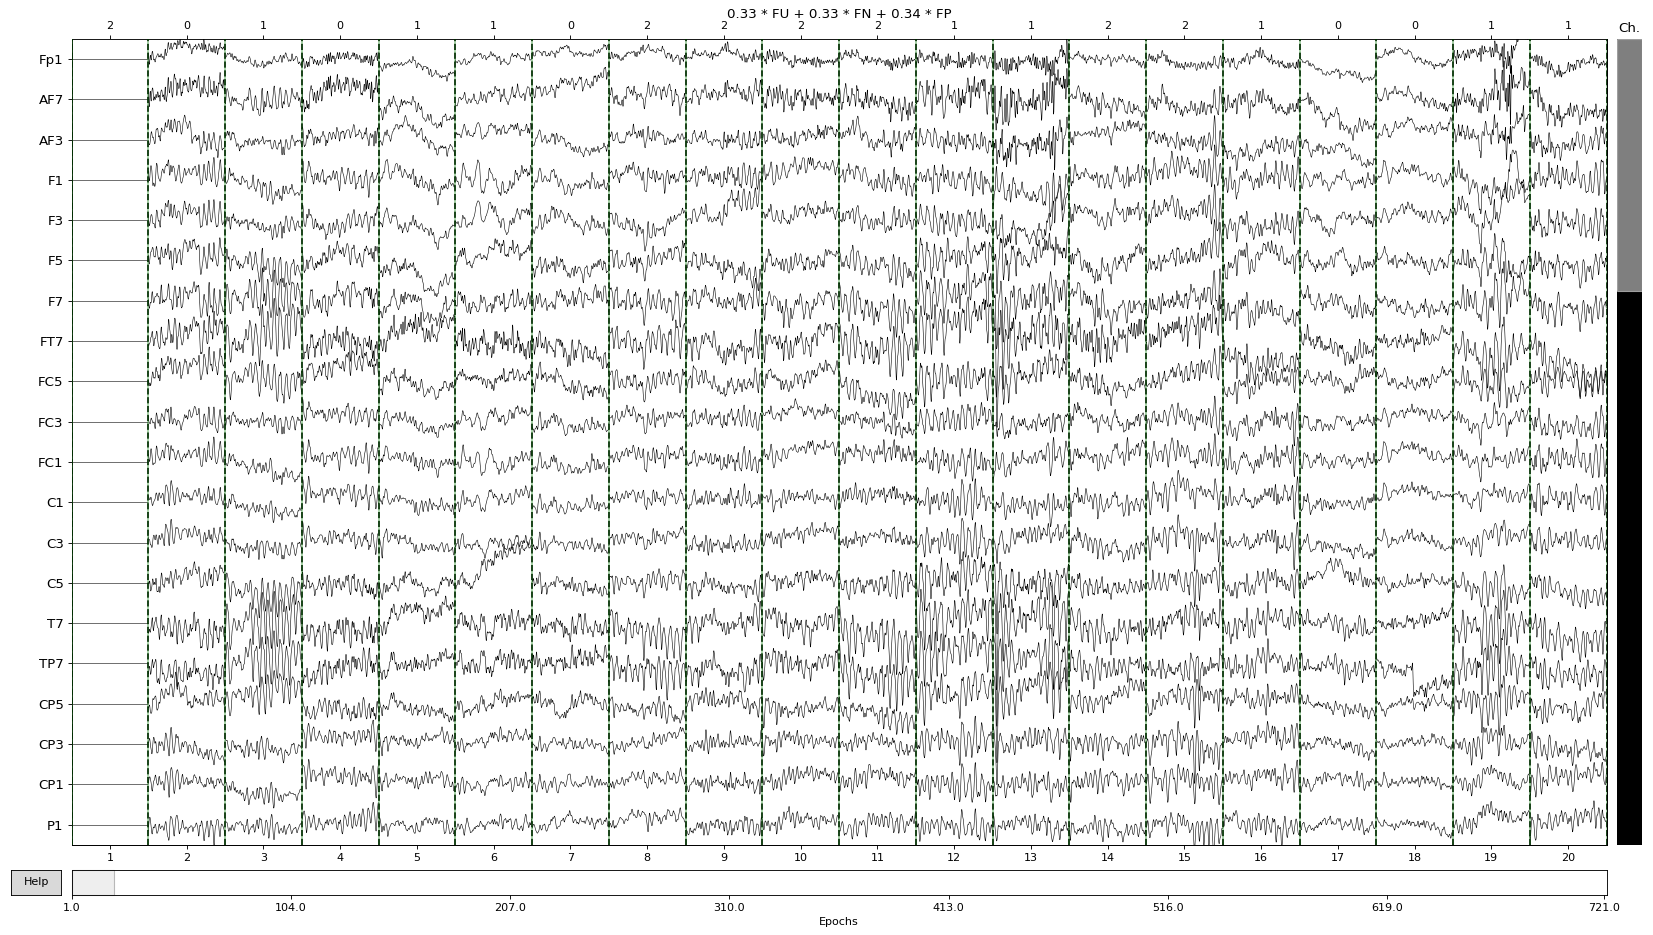 0.33 * FU + 0.33 * FN + 0.34 * FP
2 0 1 0 1 1 0 2 2 2 2 1 1 2 2 1 0 0 1 1
Ch.
Fp1
AF7
AF3
F1
F3
F5
F7
FT7
FC5
FC3
FC1
C1
C3
C5
T7
TP7
CP5
CP3
CP1
P1
1 2 3 4 5 6 7 8 9 10 11 12 13 14 15 16 17 18 19 20
Help
1.0 104.0 207.0 310.0 413.0 516.0 619.0 721.0
Epochs